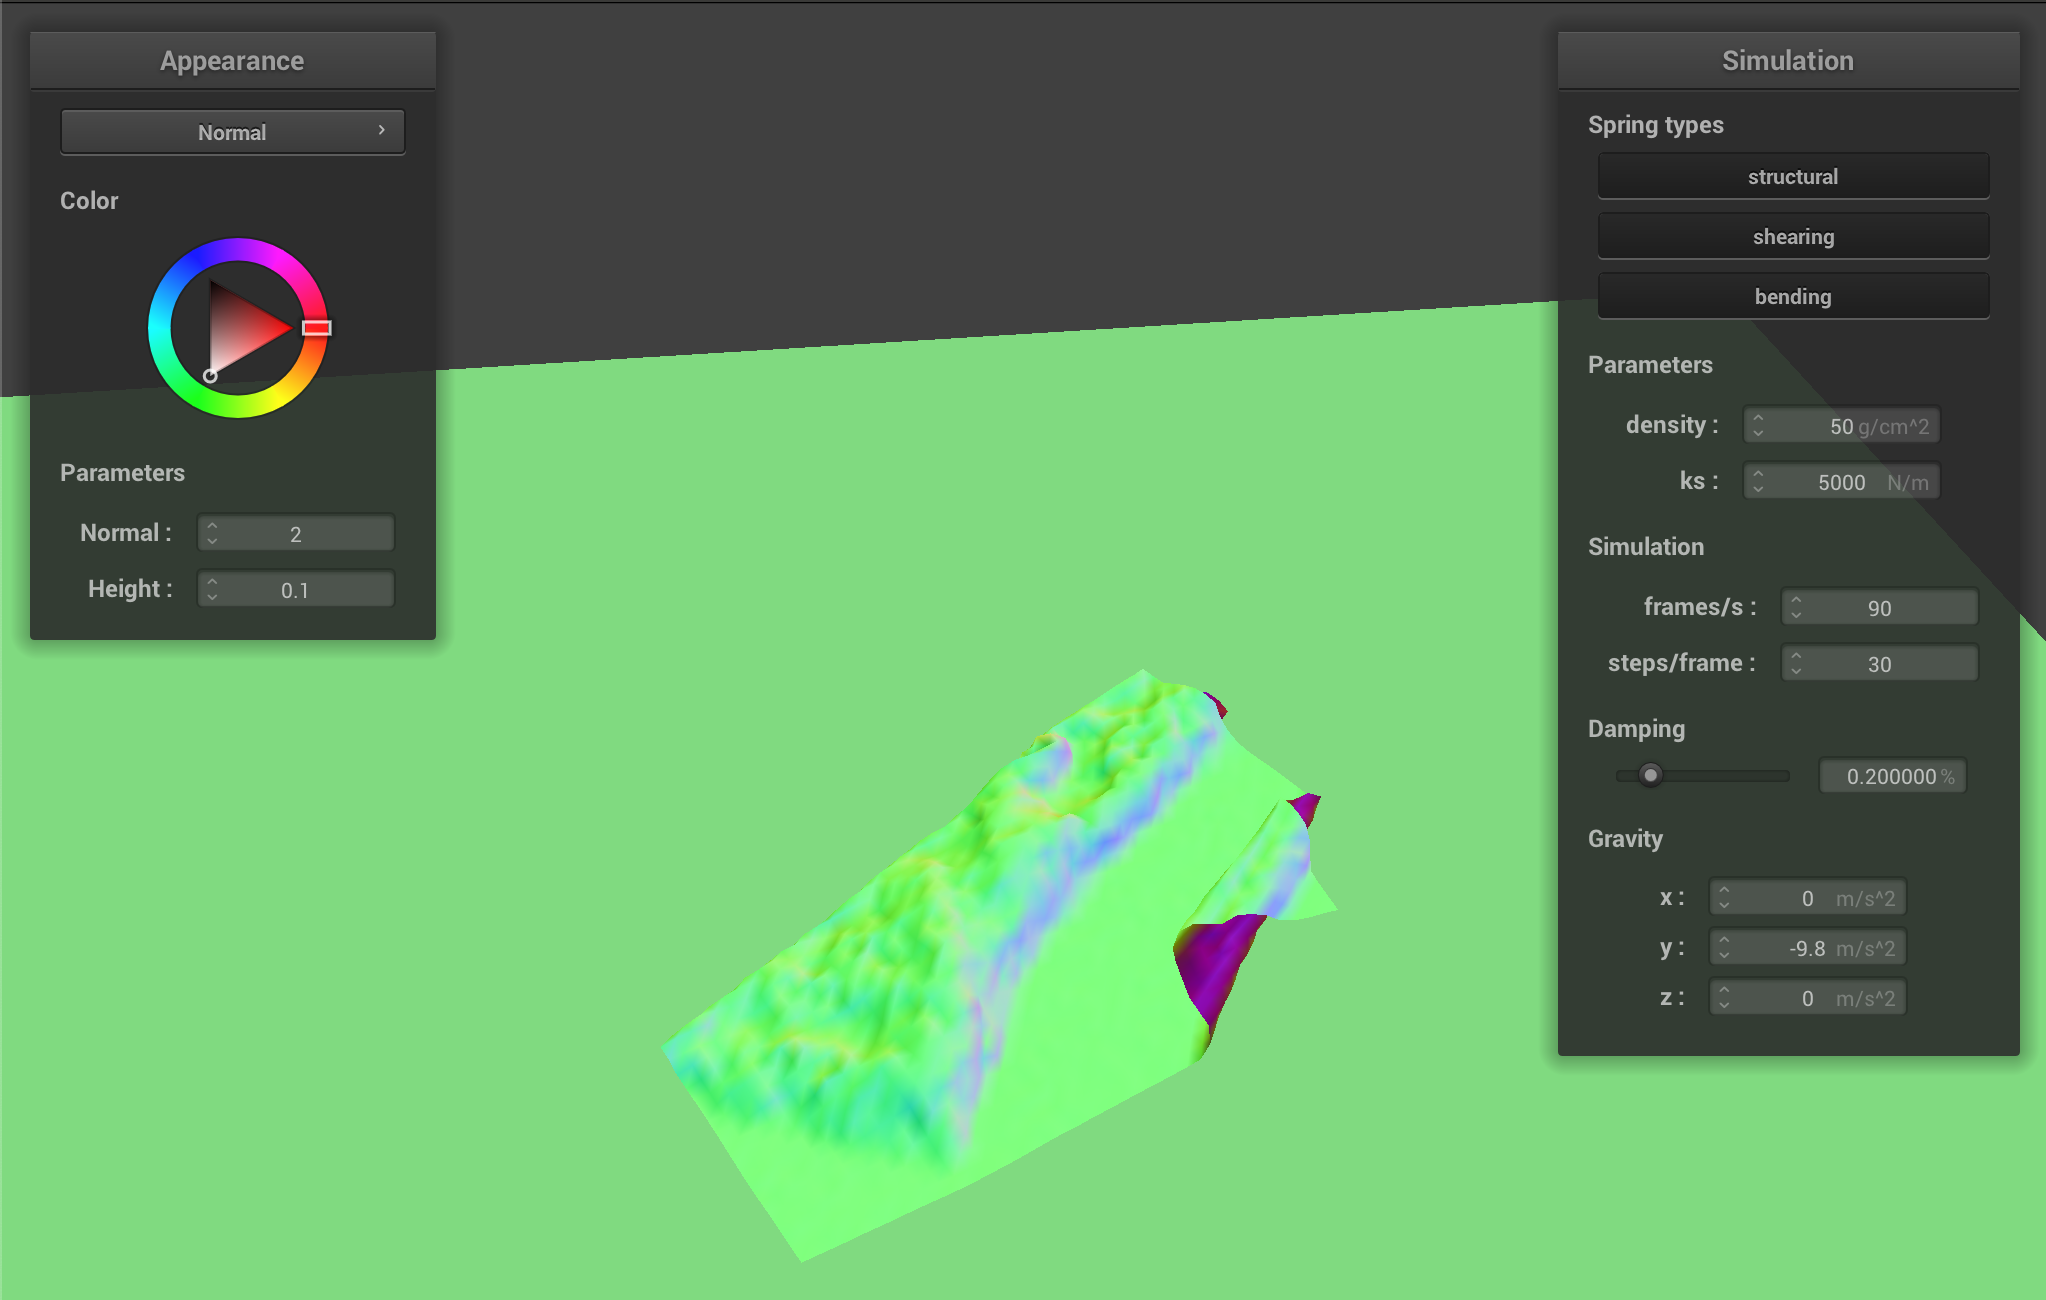 Appearance
Normal
Color
Parameters
Normal : 2
Height : 0.1
Simulation
Spring types
structural
shearing
bending
Parameters
density : 50 g/cm^2
ks : 5000 N/m
Simulation
frames/s : 90
steps/frame : 30
Damping
0.200000 %
Gravity
x : 0 m/s^2
y : -9.8 m/s^2
z : 0 m/s^2